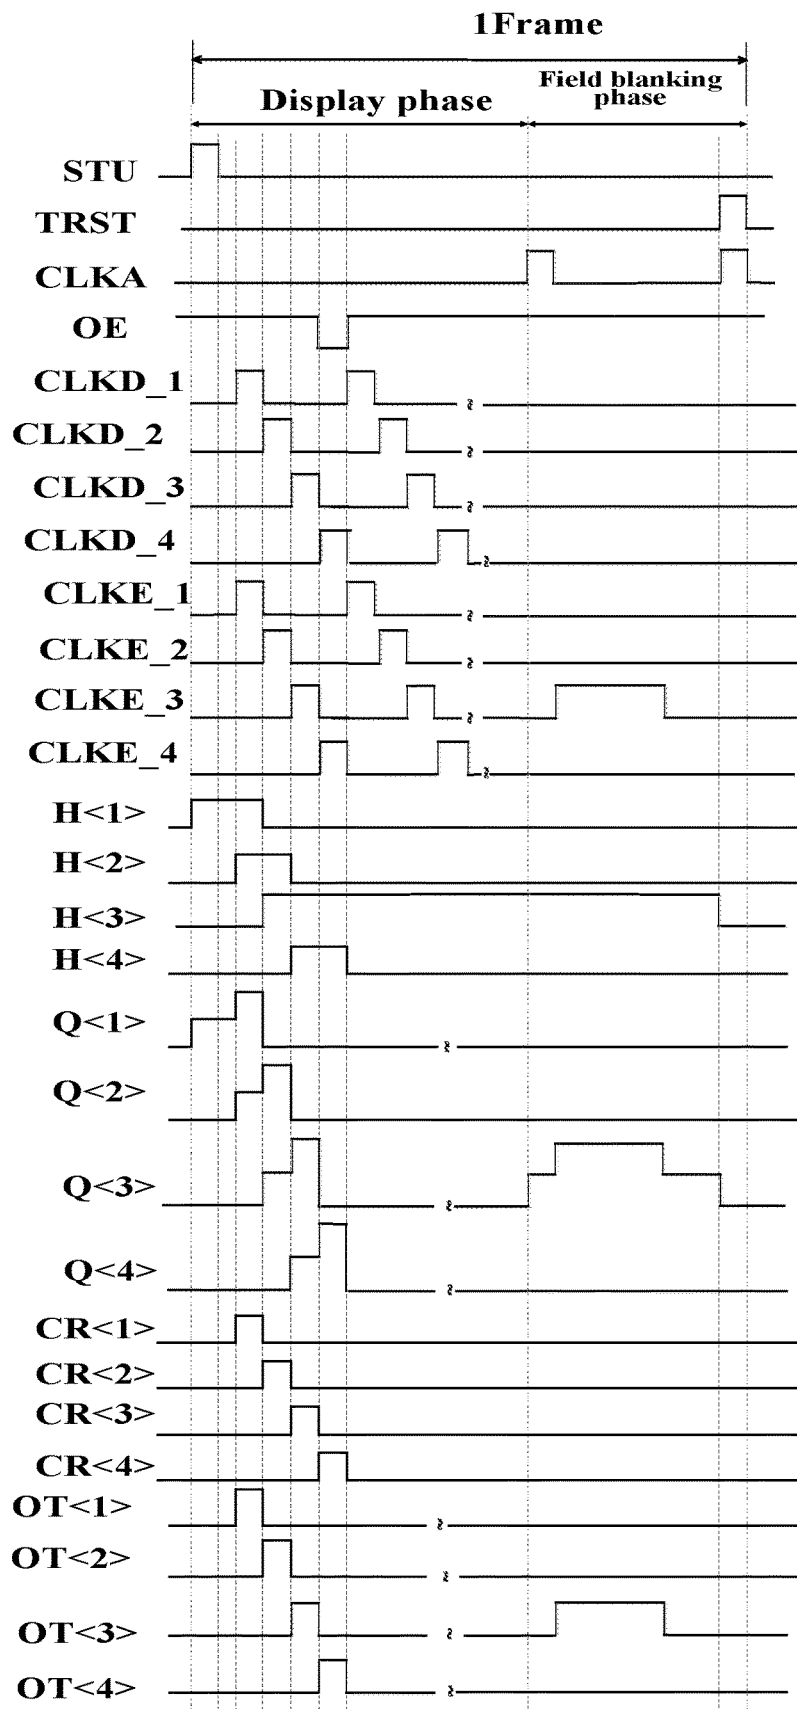 1Frame
Display phase
Field blanking
phase
STU
TRST
CLKA
OE
CLKD_1
CLKD_2
CLKD_3
CLKD_4
CLKE_1
CLKE_2
CLKE_3
CLKE_4
H<1>
H<2>
H<3>
H<4>
Q<1>
Q<2>
Q<3>
Q<4>
CR<1>
CR<2>
CR<3>
CR<4>
OT<1>
OT<2>
OT<3>
OT<4>